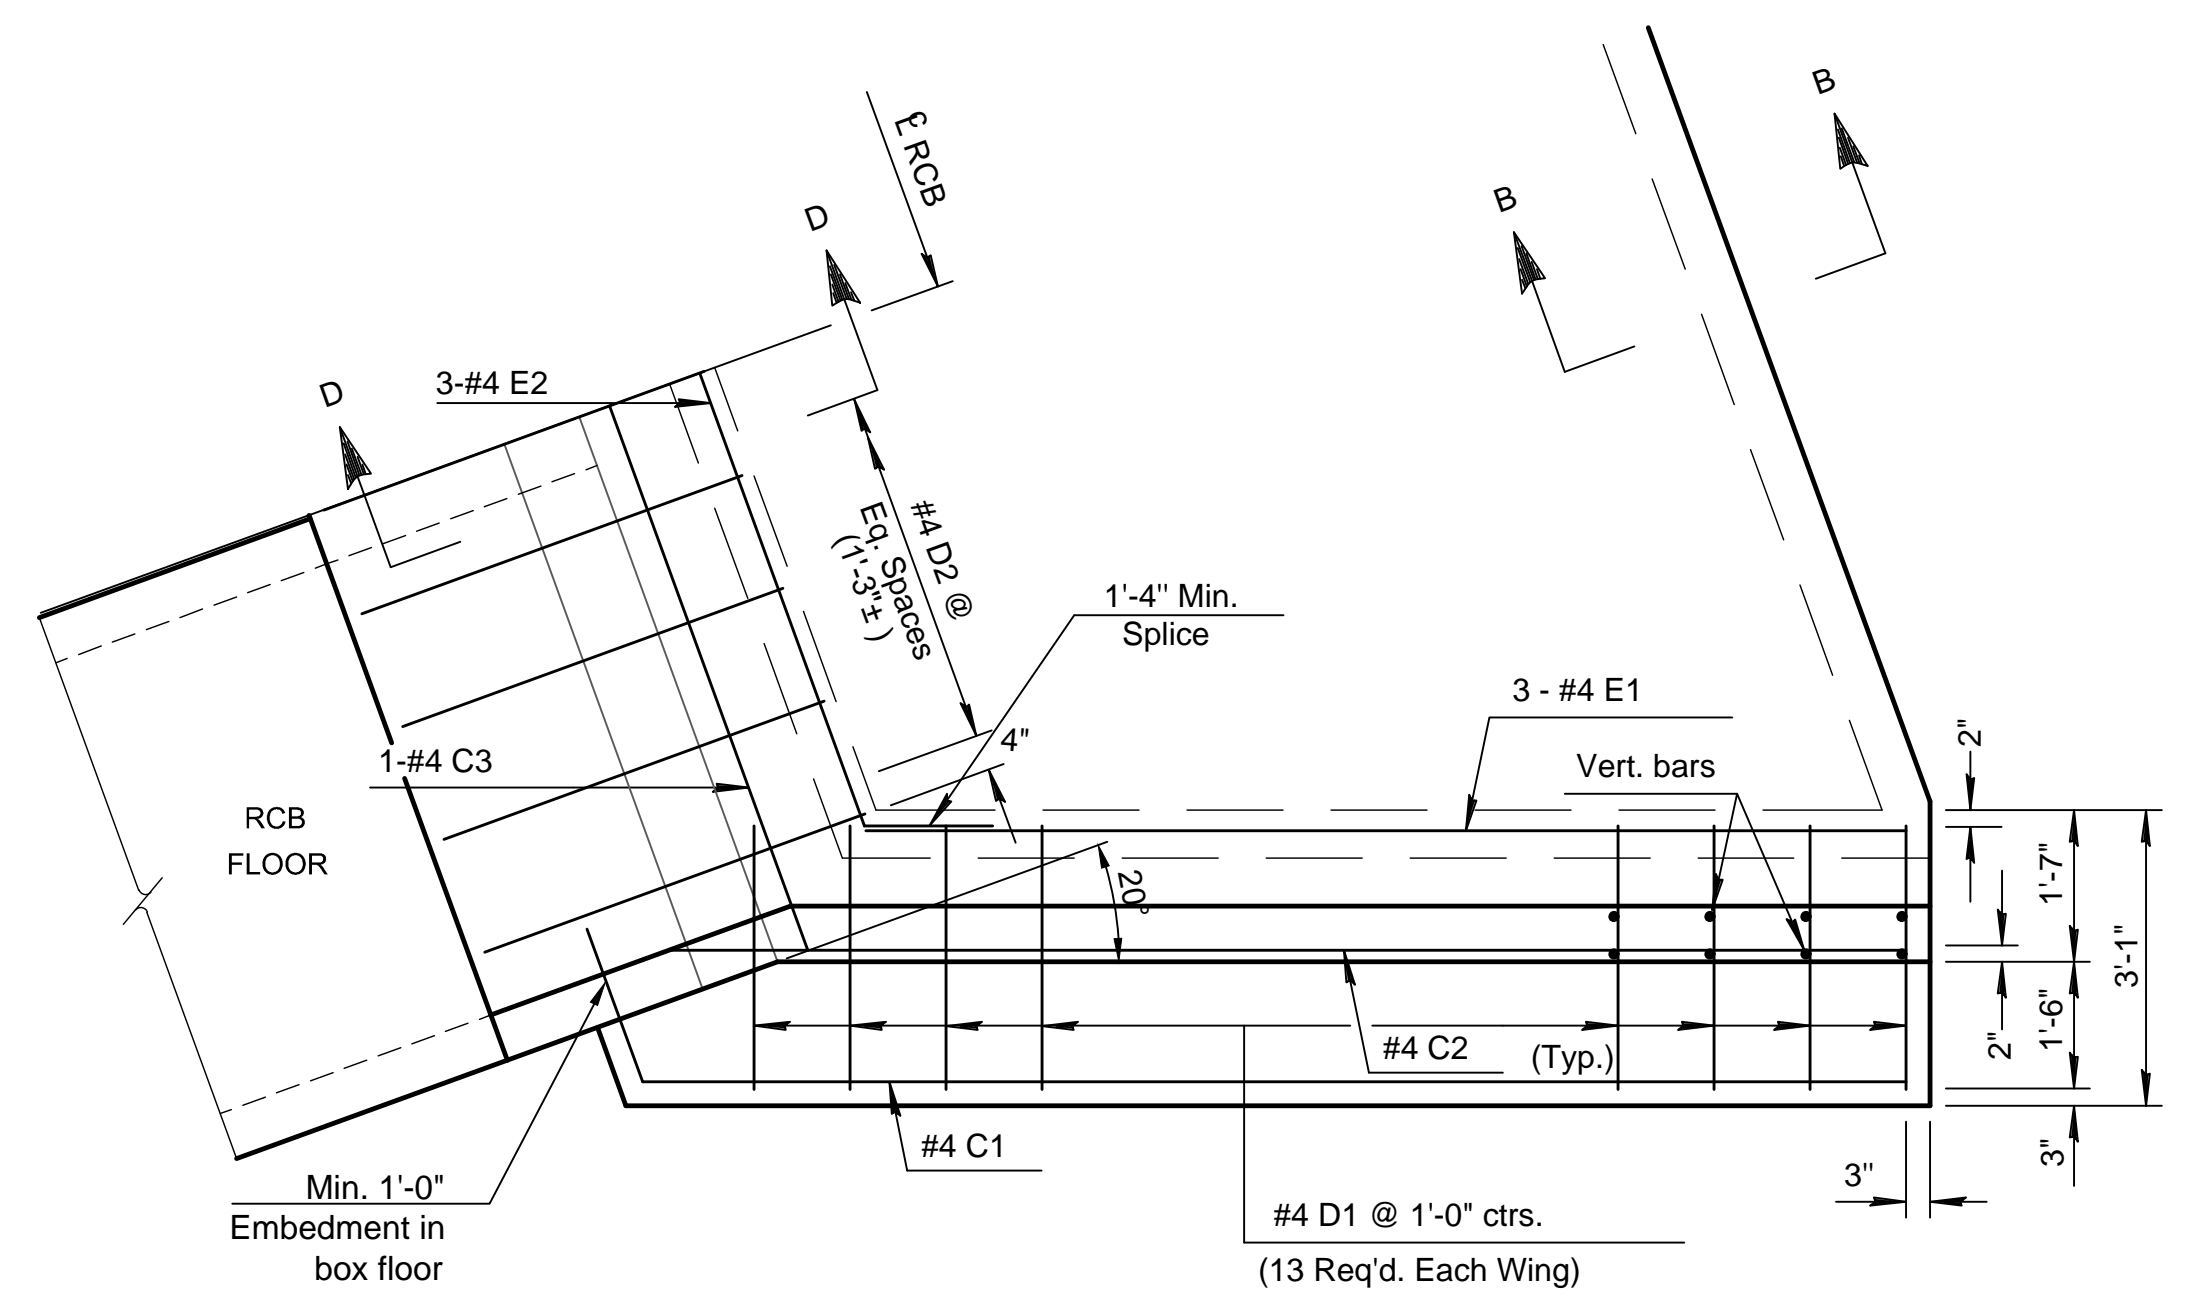 B
℄ RCB
B
D
3-#4 E2
D
#4 D2 @
Eq. Spaces
(1'-3"± )
1'-4" Min.
Splice
3 - #4 E1
2"
4"
1-#4 C3
Vert. bars
RCB
FLOOR
20°
1'-7"
3'-1"
1'-6"
2"
#4 C2
(Typ.)
#4 C1
3"
3"
Min. 1'-0"
Embedment in
box floor
#4 D1 @ 1'-0" ctrs.
(13 Req'd. Each Wing)